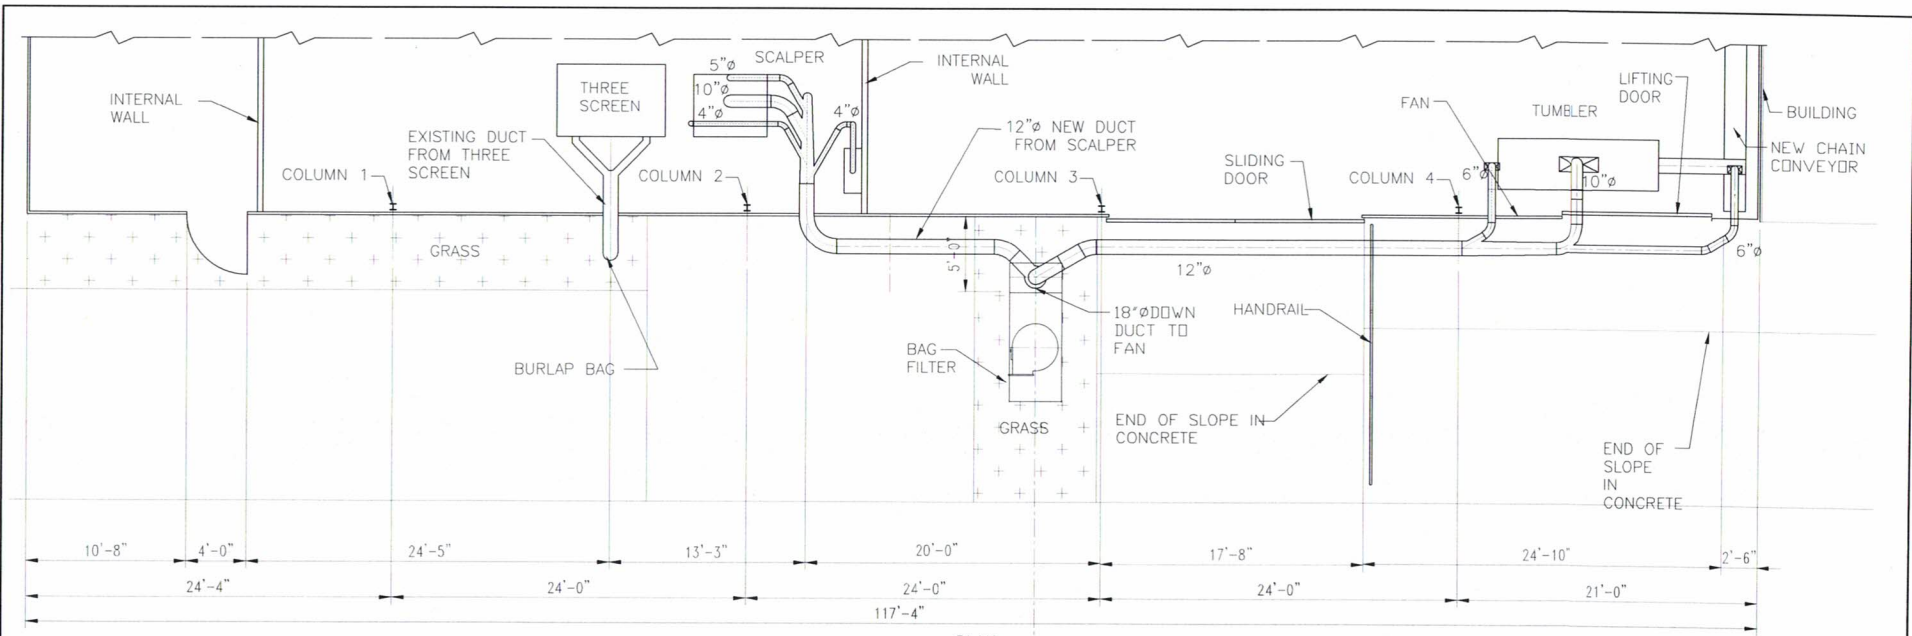 SCALPER
5"ø
INTERNAL
WALL
LIFTING
DOOR
THREE
SCREEN
10"ø
INTERNAL
WALL
FAN
TUMBLER
BUILDING
4"ø
4"ø
EXISTING DUCT
FROM THREE
SCREEN
12"ø NEW DUCT
FROM SCALPER
NEW CHAIN
CONVEYOR
SLIDING
DOOR
COLUMN 1
COLUMN 2
COLUMN 3
COLUMN 4
6"ø
10"ø
GRASS
5'-0"
12"ø
6"ø
18"øDOWN
DUCT TO
FAN
HANDRAIL
BAG
FILTER
BURLAP BAG
GRASS
END OF SLOPE IN
CONCRETE
END OF
SLOPE
IN
CONCRETE
10'-8"
4'-0"
24'-5"
13'-3"
20'-0"
17'-8"
24'-10"
2'-6"
24'-4"
24'-0"
24'-0"
24'-0"
21'-0"
117'-4"